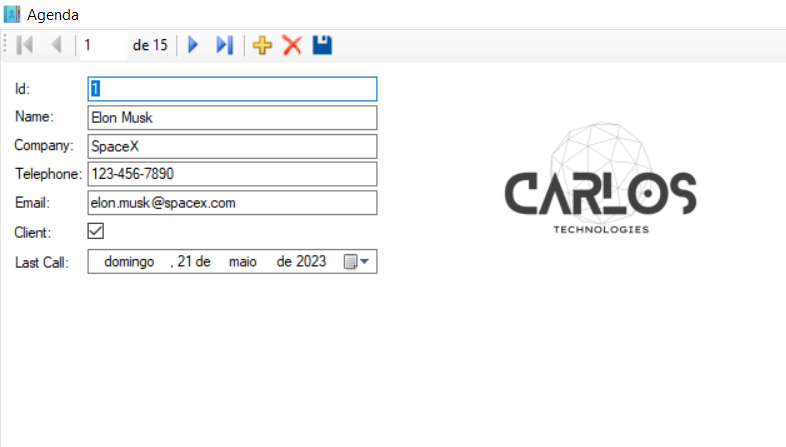 Agenda
1 de 15
Id: 1
Name: Elon Musk
Company: SpaceX
Telephone: 123-456-7890
Email: elon.musk@spacex.com
Client:
Last Call: domingo , 21 de maio de 2023
CARLOS
TECHNOLOGIES